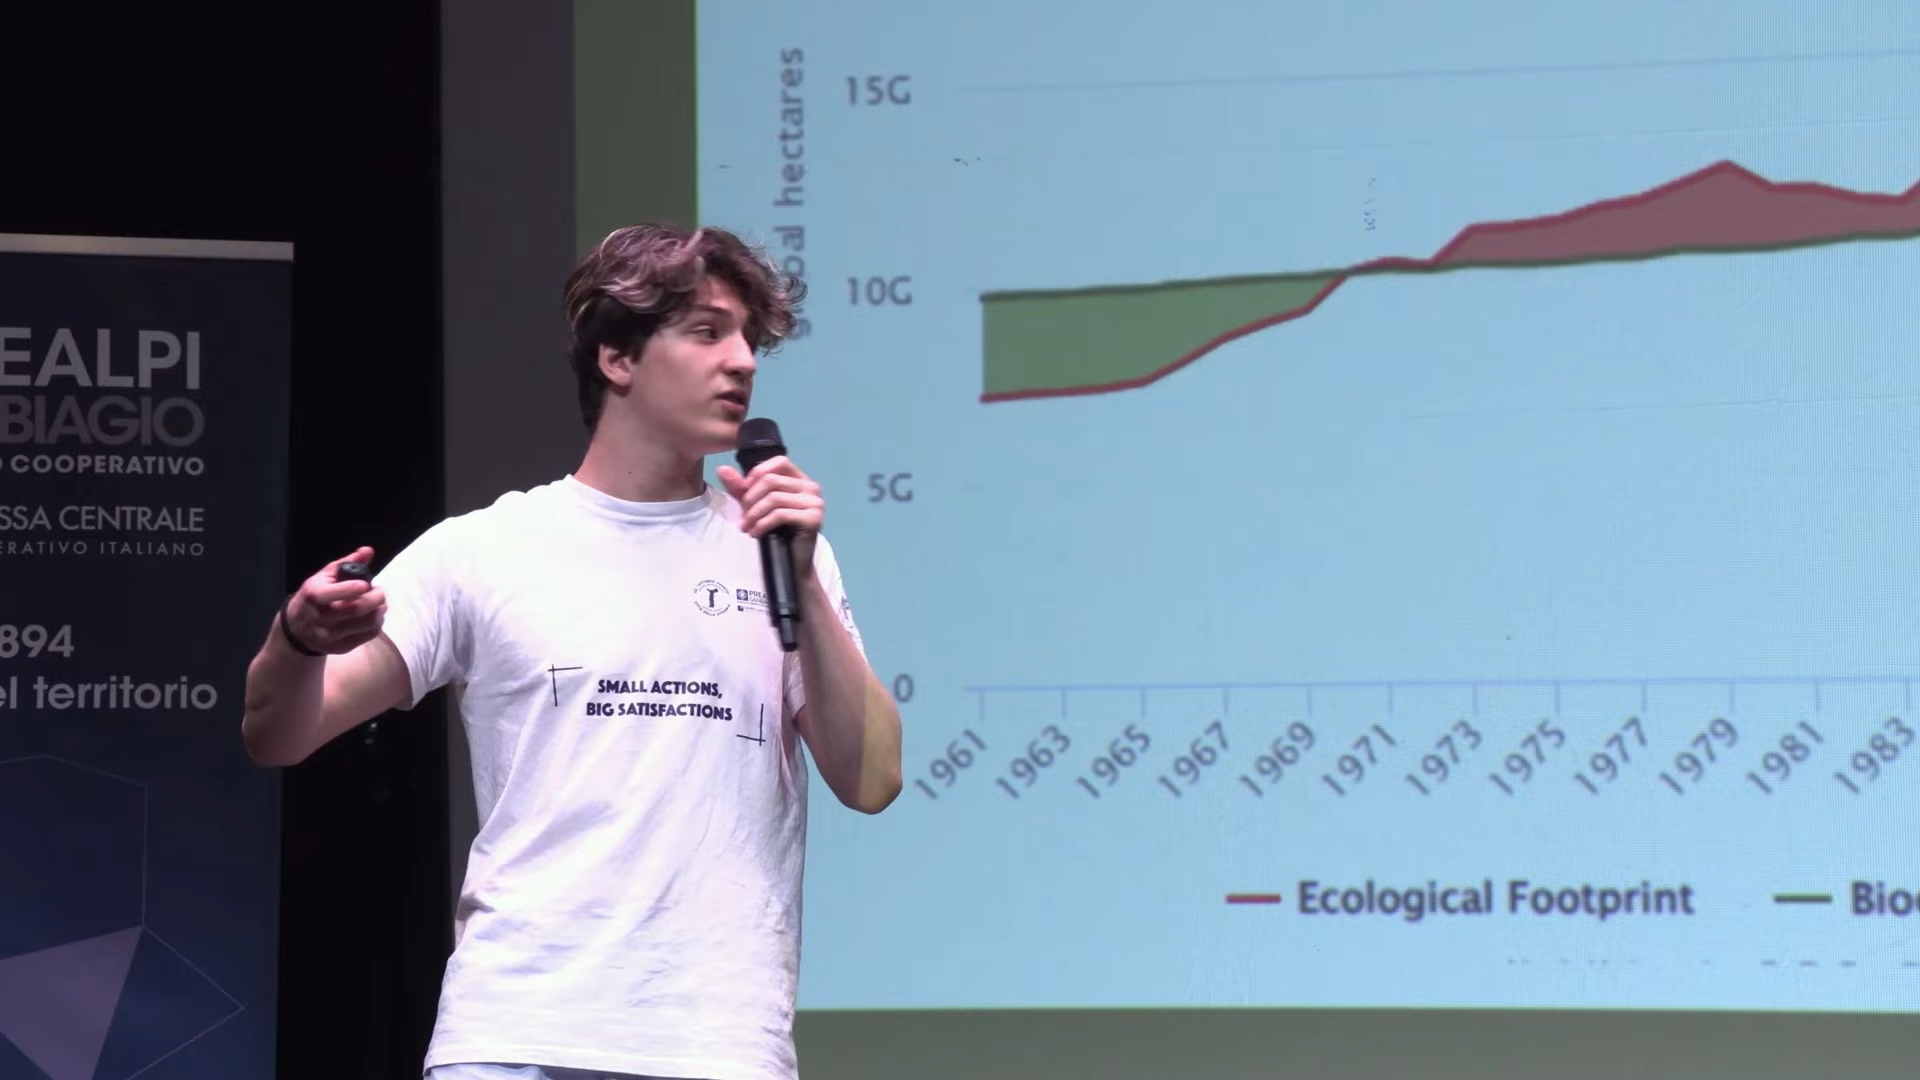 EALPI
BIAGIO
COOPERATIVO
SSA CENTRALE
ERATIVO ITALIANO
894
el territorio
SMALL ACTIONS,
BIG SATISFACTIONS
global hectares
15G
10G
5G
0
1961
1963
1965
1967
1969
1971
1973
1975
1977
1979
1981
1983
Ecological Footprint
Bio